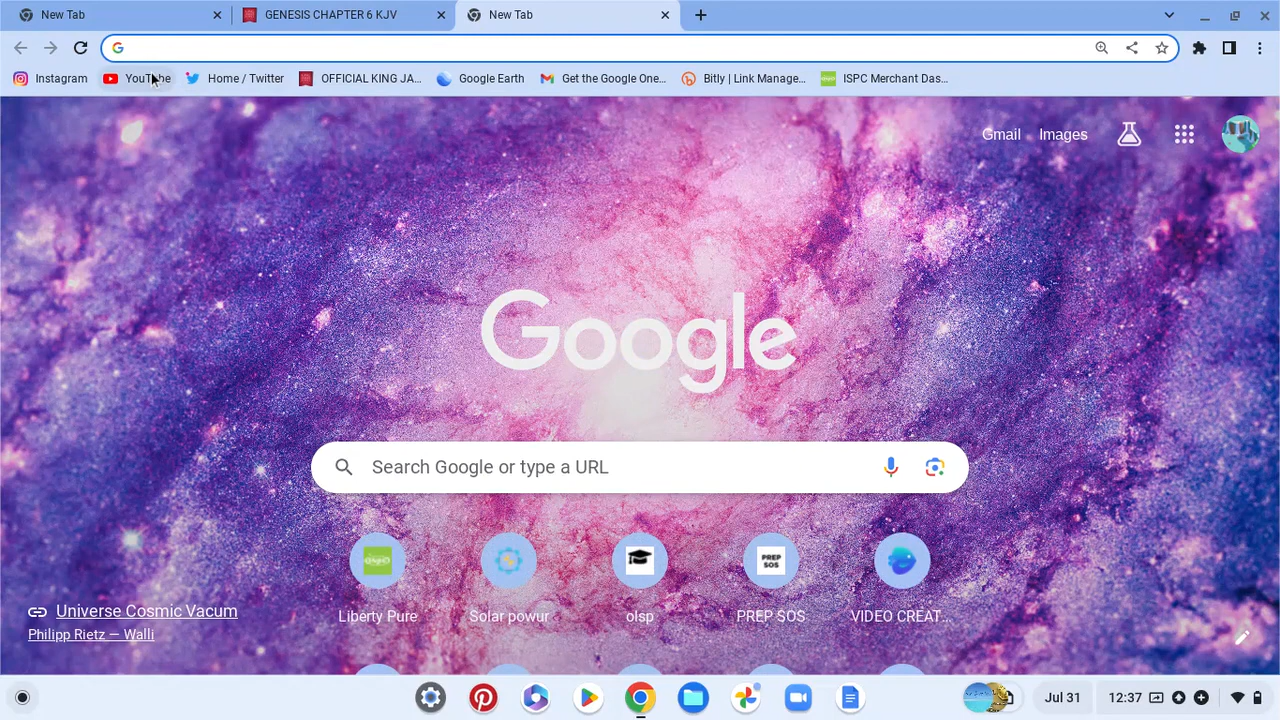 New Tab
GENESIS CHAPTER 6 KJV
New Tab
Instagram
YouTube
Home / Twitter
OFFICIAL KING JA...
Google Earth
Get the Google One...
Bitly | Link Manage...
ISPC Merchant Das...
Gmail
Images
Google
Search Google or type a URL
Liberty Pure
Solar powur
olsp
PREP SOS
PREP SOS
VIDEO CREAT...
Universe Cosmic Vacum
Philipp Rietz — Walli
Jul 31
12:37